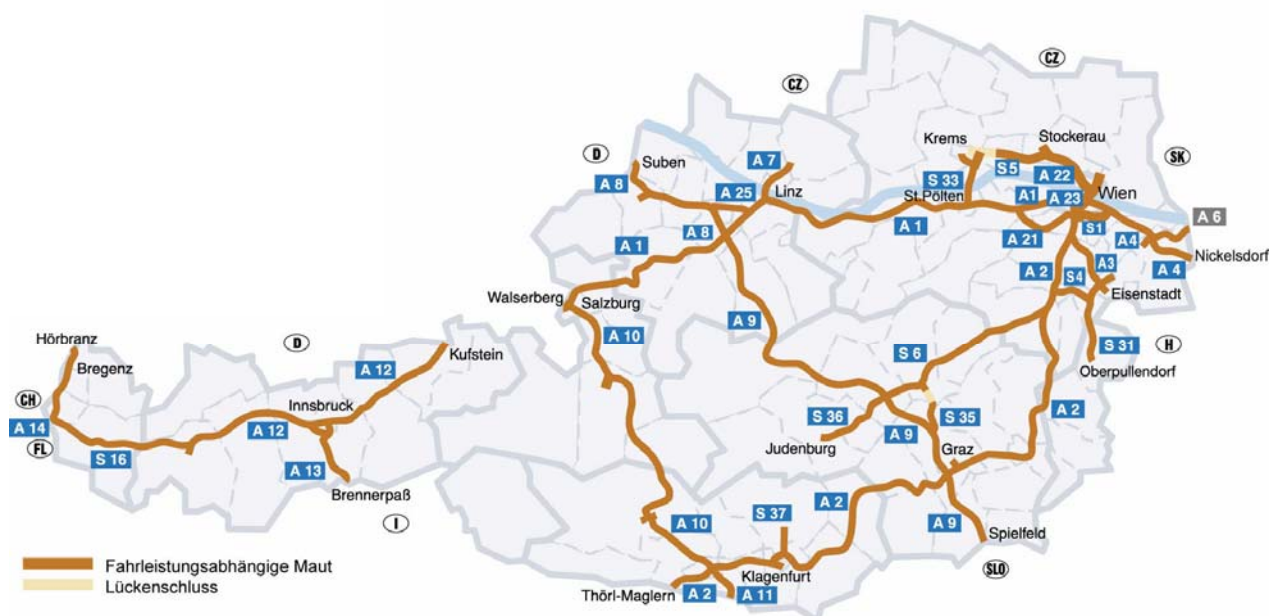 CZ
CZ
Krems
Stockerau
D
Suben
A 7
SK
A 8
S 33
S 5
A 22
A 25
Linz
St.Pölten
A1
A 23
Wien
A 6
A 8
A 1
A 1
A 21
S1
A4
A 4
Nickelsdorf
A 2
S4
A3
Eisenstadt
Walserberg
Salzburg
A 10
A 9
S 31
H
Oberpullendorf
Hörbranz
D
Bregenz
A 12
Kufstein
S 6
CH
A 14
FL
Innsbruck
A 12
S 16
A 13
Brennerpaß
I
S 36
S 35
A 2
Judenburg
A 9
Graz
A 10
S 37
A 2
A 9
Spielfeld
SLO
Klagenfurt
Thörl-Maglern
A 2
A 11
Fahrleistungsabhängige Maut
Lückenschluss